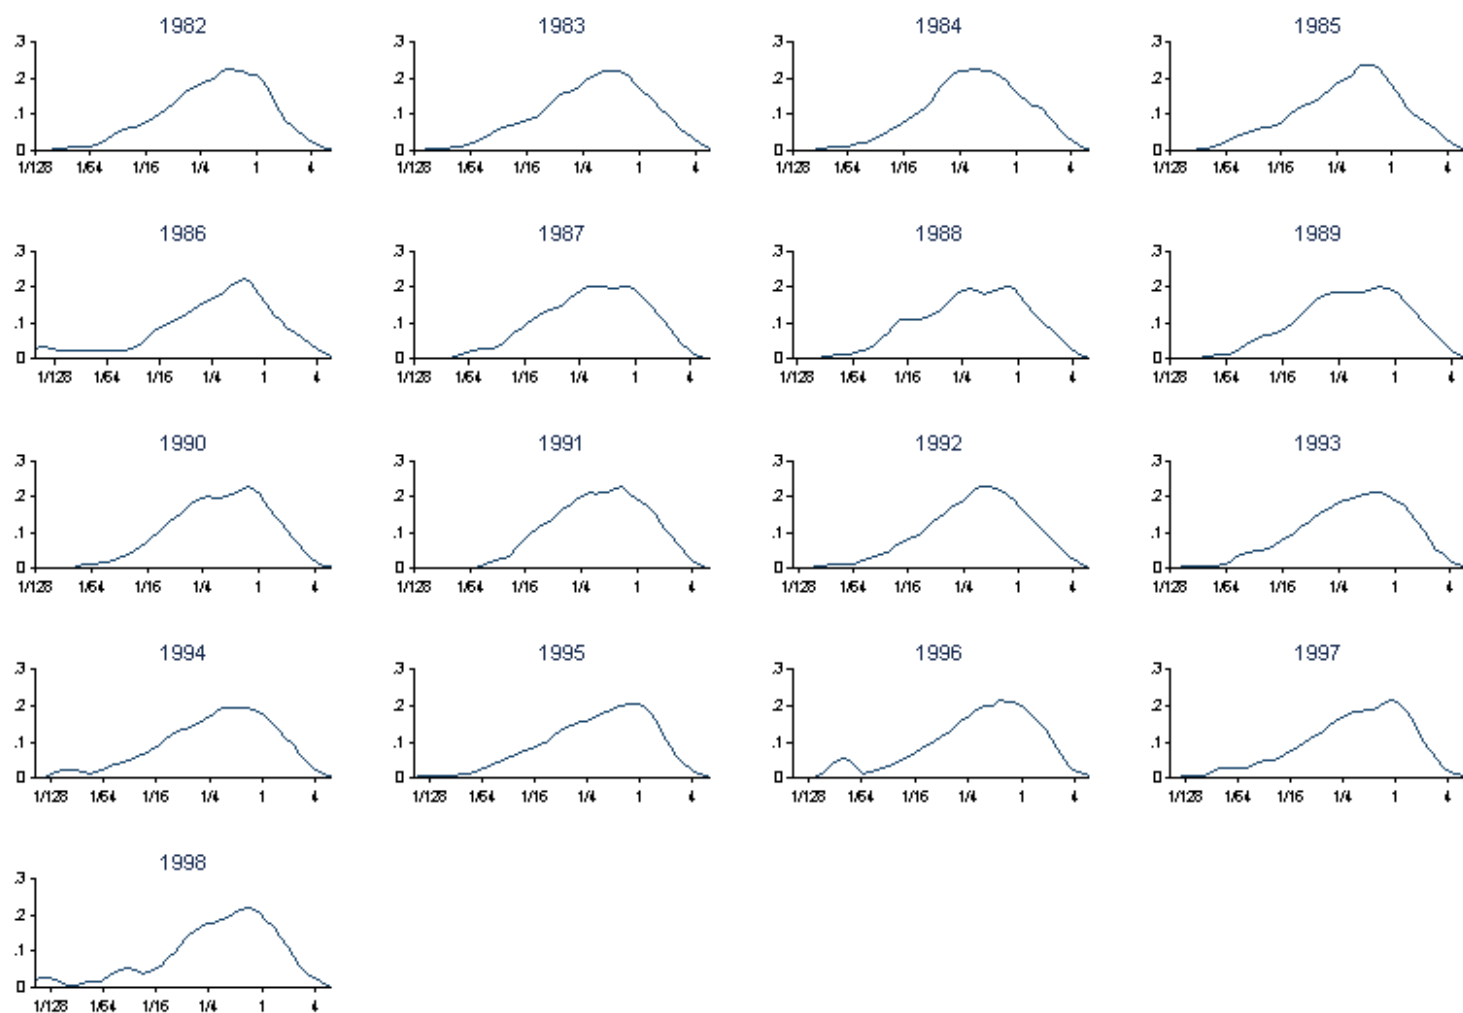 1982 1983 1984 1985
.3 .3 .3 .3
.2 .2 .2 .2
.1 .1 .1 .1
0 0 0 0
1/128 1/64 1/16 1/4 1 4 1/128 1/64 1/16 1/4 1 4 1/128 1/64 1/16 1/4 1 4 1/128 1/64 1/16 1/4 1 4
1986 1987 1988 1989
.3 .3 .3 .3
.2 .2 .2 .2
.1 .1 .1 .1
0 0 0 0
1/128 1/64 1/16 1/4 1 4 1/128 1/64 1/16 1/4 1 4 1/128 1/64 1/16 1/4 1 4 1/128 1/64 1/16 1/4 1 4
1990 1991 1992 1993
.3 .3 .3 .3
.2 .2 .2 .2
.1 .1 .1 .1
0 0 0 0
1/128 1/64 1/16 1/4 1 4 1/128 1/64 1/16 1/4 1 4 1/128 1/64 1/16 1/4 1 4 1/128 1/64 1/16 1/4 1 4
1994 1995 1996 1997
.3 .3 .3 .3
.2 .2 .2 .2
.1 .1 .1 .1
0 0 0 0
1/128 1/64 1/16 1/4 1 4 1/128 1/64 1/16 1/4 1 4 1/128 1/64 1/16 1/4 1 4 1/128 1/64 1/16 1/4 1 4
1998
.3
.2
.1
0
1/128 1/64 1/16 1/4 1 4